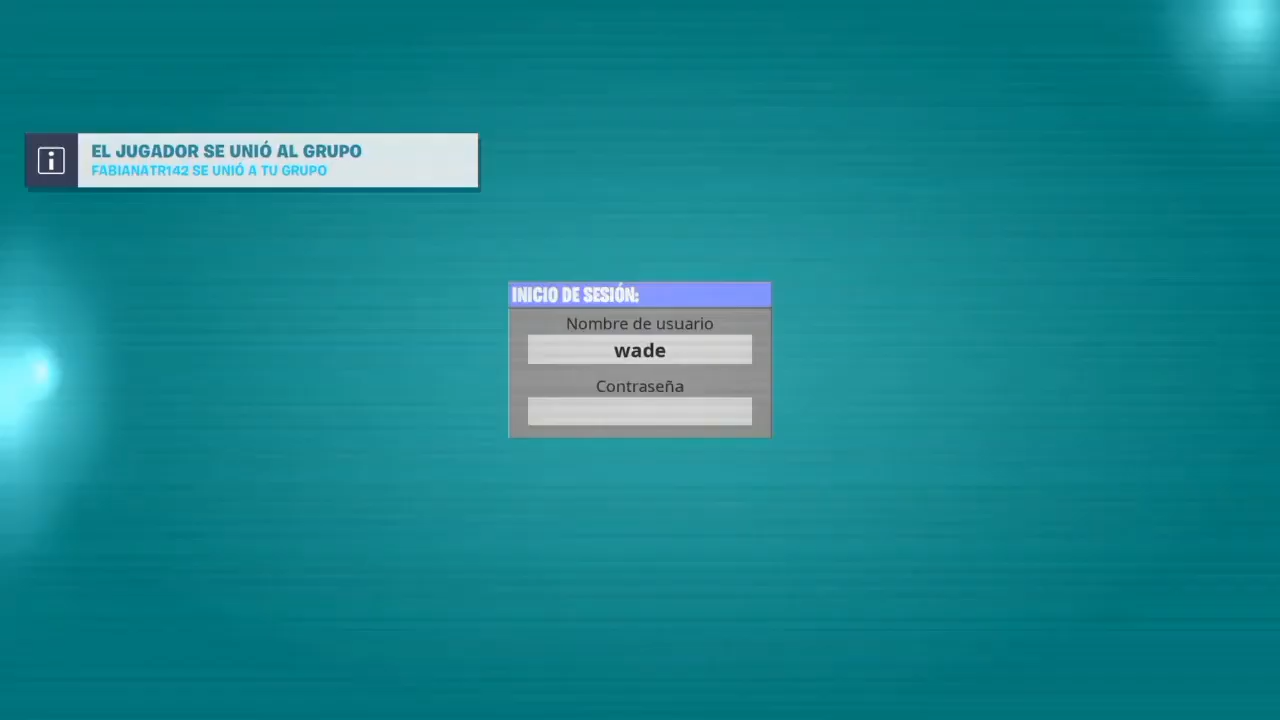 EL JUGADOR SE UNIÓ AL GRUPO
FABIANATR142 SE UNIÓ A TU GRUPO
INICIO DE SESIÓN:
Nombre de usuario
wade
Contraseña